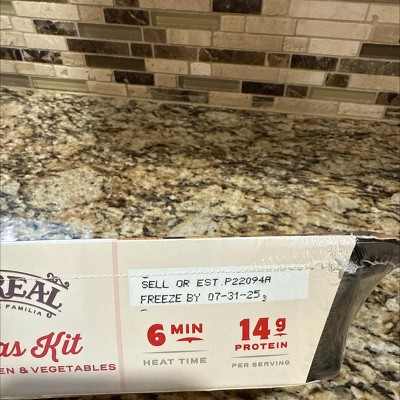 REAL
FAMILIA
as Kit
EN & VEGETABLES
SELL OR EST.P22094A
FREEZE BY 07-31-25 3
6 MIN
HEAT TIME
14g
PROTEIN
PER SERVING